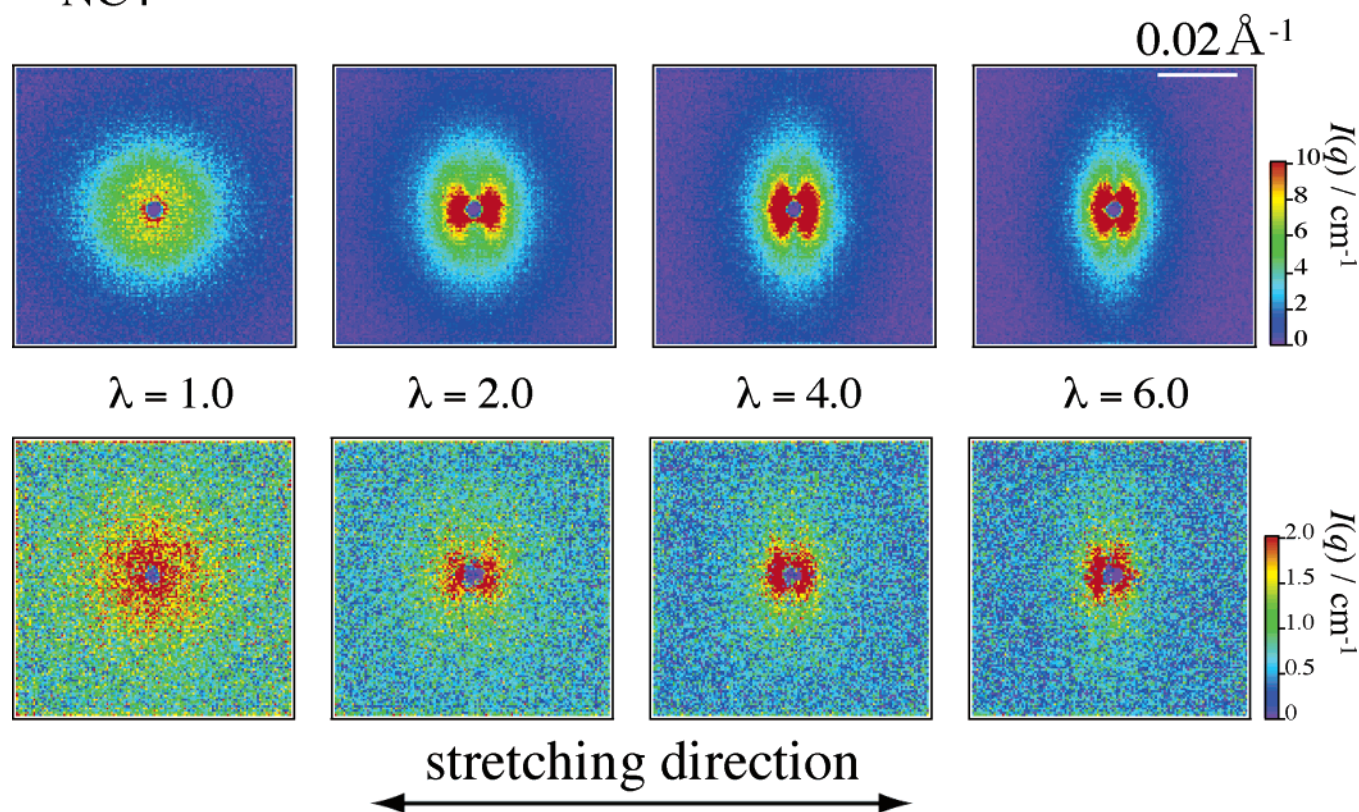 0.02 Å⁻¹
10
8
6
4
2
0
I(q) / cm⁻¹
λ = 1.0 λ = 2.0 λ = 4.0 λ = 6.0
2.0
1.5
1.0
0.5
0
I(q) / cm⁻¹
stretching direction